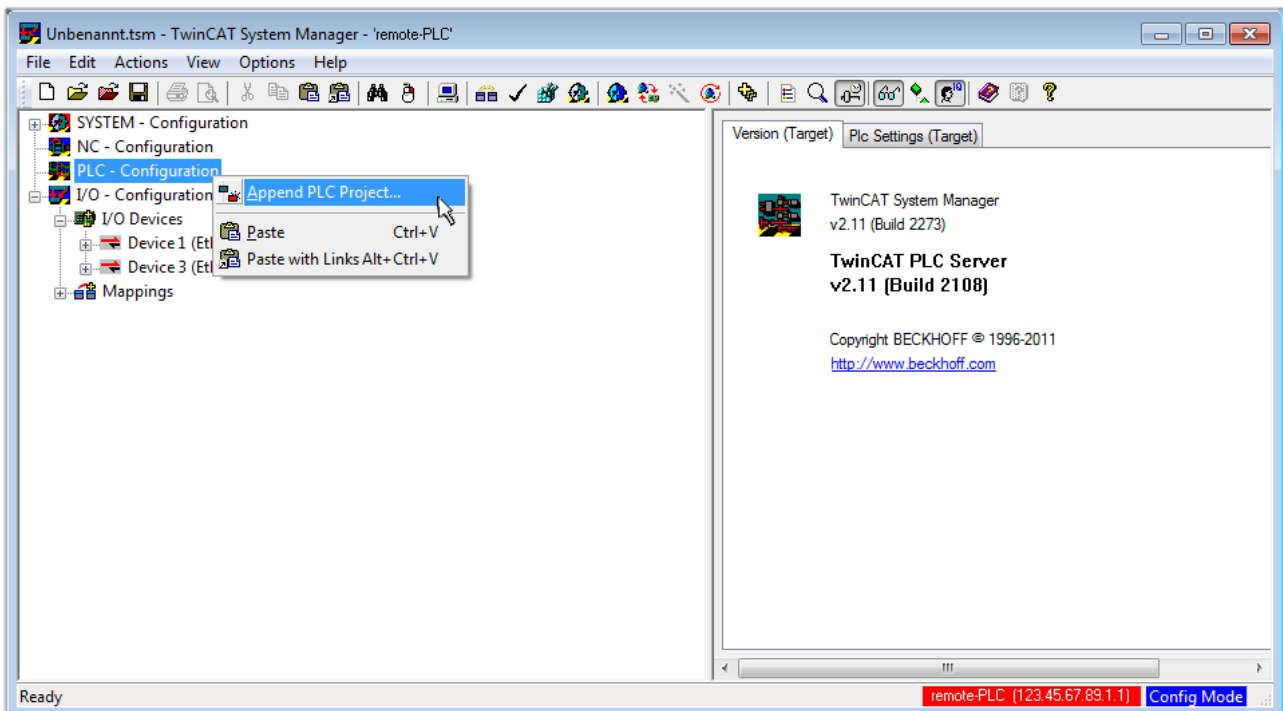 Unbenannt.tsm - TwinCAT System Manager - 'remote-PLC'
File Edit Actions View Options Help
SYSTEM - Configuration
NC - Configuration
PLC - Configuration
I/O - Configuration
I/O Devices
Device 1 (Et
Device 3 (Et
Mappings
Append PLC Project...
Paste Ctrl+V
Paste with Links Alt+Ctrl+V
Version (Target) Plc Settings (Target)
TwinCAT System Manager
v2.11 (Build 2273)
TwinCAT PLC Server
v2.11 (Build 2108)
Copyright BECKHOFF © 1996-2011
http://www.beckhoff.com
Ready
remote-PLC (123.45.67.89.1.1) Config Mode